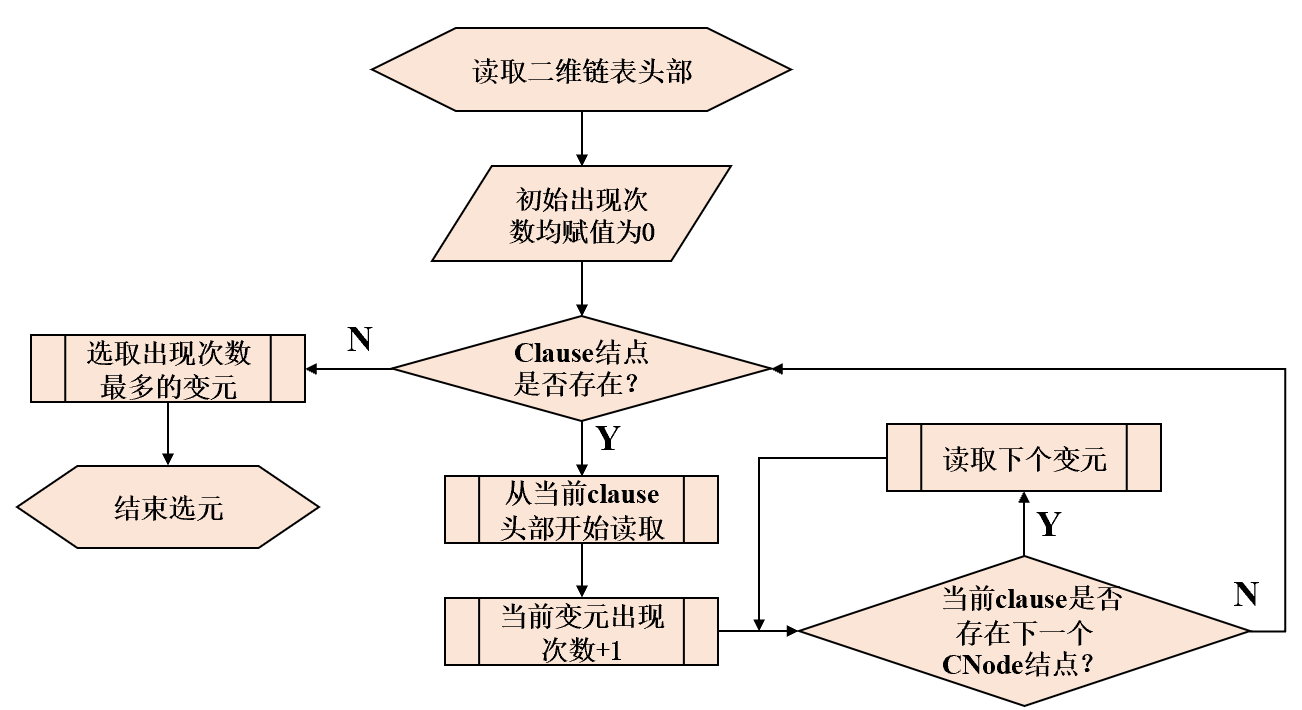 读取二维链表头部
初始出现次
数均赋值为0
Clause结点
是否存在？
N
选取出现次数
最多的变元
结束选元
Y
从当前clause
头部开始读取
当前变元出现
次数+1
读取下个变元
Y
当前clause是否
存在下一个
CNode结点？
N